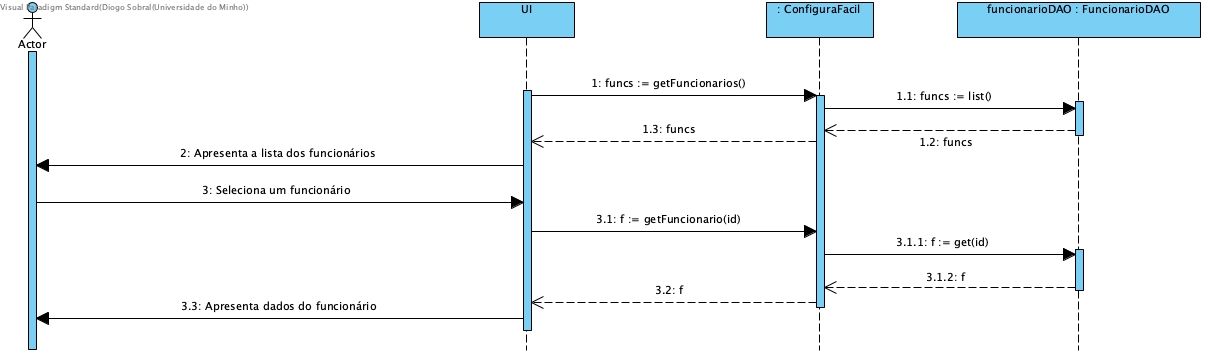 Visual Paradigm Standard(Diogo Sobral(Universidade do Minho))
Actor
UI
: ConfiguraFacil
funcionarioDAO : FuncionarioDAO
1: funcs := getFuncionarios()
1.1: funcs := list()
1.2: funcs
1.3: funcs
2: Apresenta a lista dos funcionários
3: Seleciona um funcionário
3.1: f := getFuncionario(id)
3.1.1: f := get(id)
3.1.2: f
3.2: f
3.3: Apresenta dados do funcionário